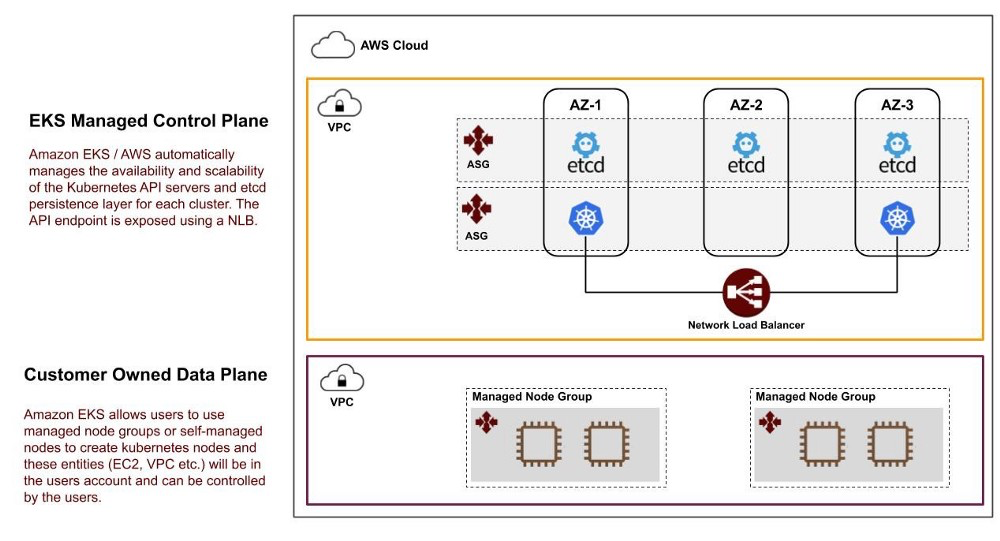 AWS Cloud
EKS Managed Control Plane
Amazon EKS / AWS automatically
manages the availability and scalability
of the Kubernetes API servers and etcd
persistence layer for each cluster. The
API endpoint is exposed using a NLB.
VPC
AZ-1
AZ-2
AZ-3
ASG
etcd
etcd
etcd
ASG
Network Load Balancer
Customer Owned Data Plane
Amazon EKS allows users to use
managed node groups or self-managed
nodes to create kubernetes nodes and
these entities (EC2, VPC etc.) will be in
the users account and can be controlled
by the users.
VPC
Managed Node Group
Managed Node Group